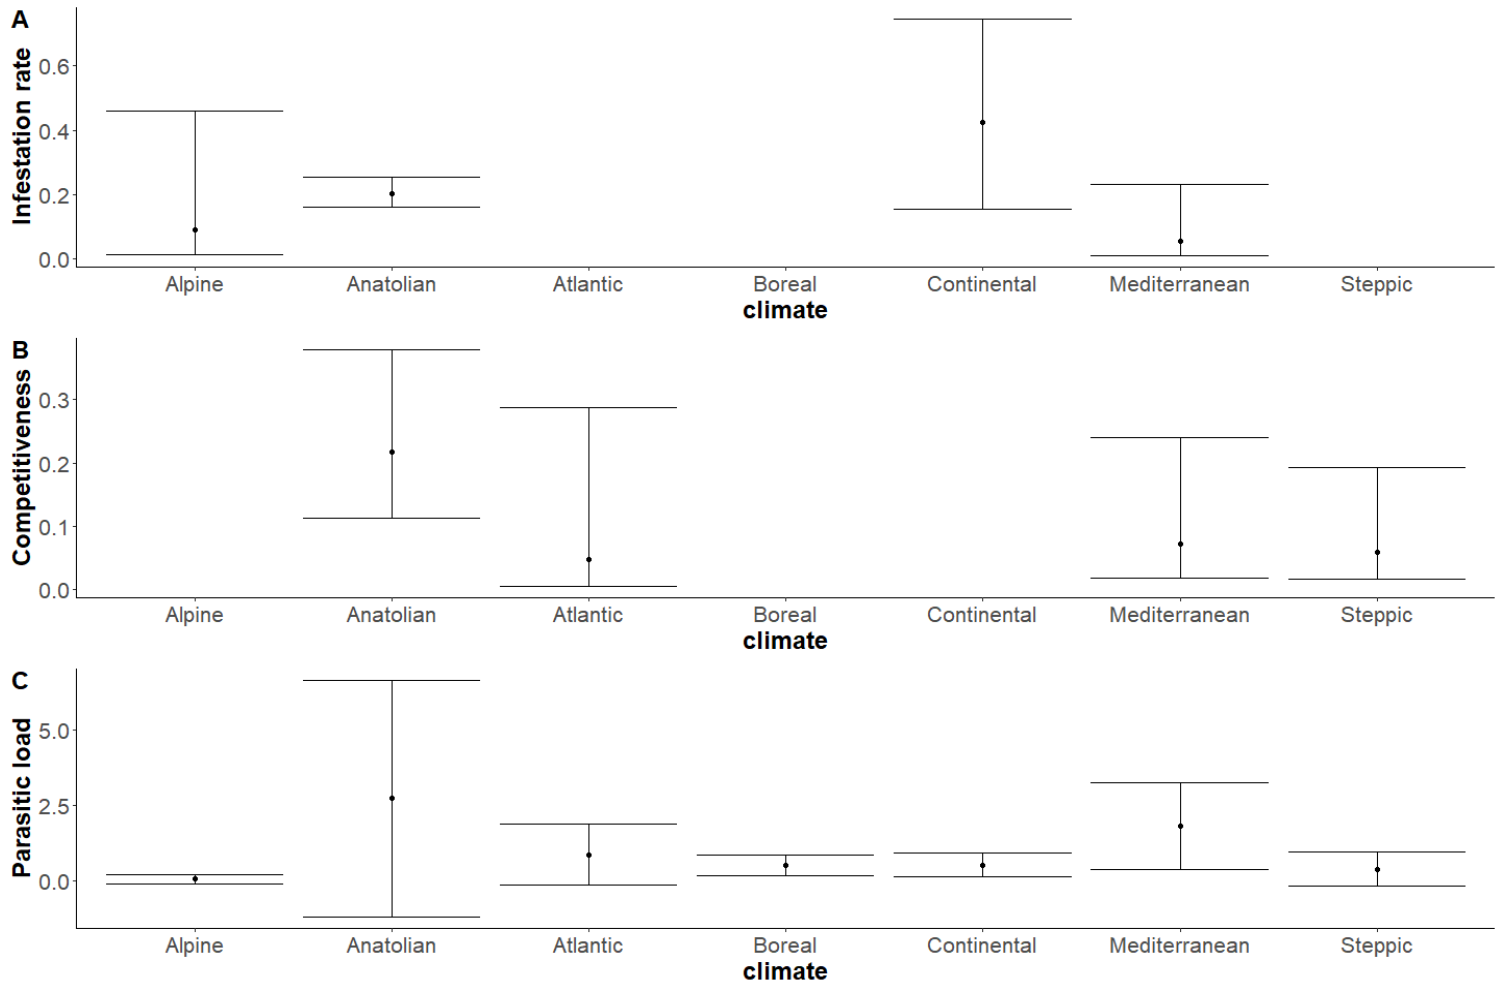 A
Infestation rate
0.6
0.4
0.2
0.0
Alpine Anatolian Atlantic Boreal Continental Mediterranean Steppic
climate
B
Competitiveness
0.3
0.2
0.1
0.0
Alpine Anatolian Atlantic Boreal Continental Mediterranean Steppic
climate
C
Parasitic load
5.0
2.5
0.0
Alpine Anatolian Atlantic Boreal Continental Mediterranean Steppic
climate